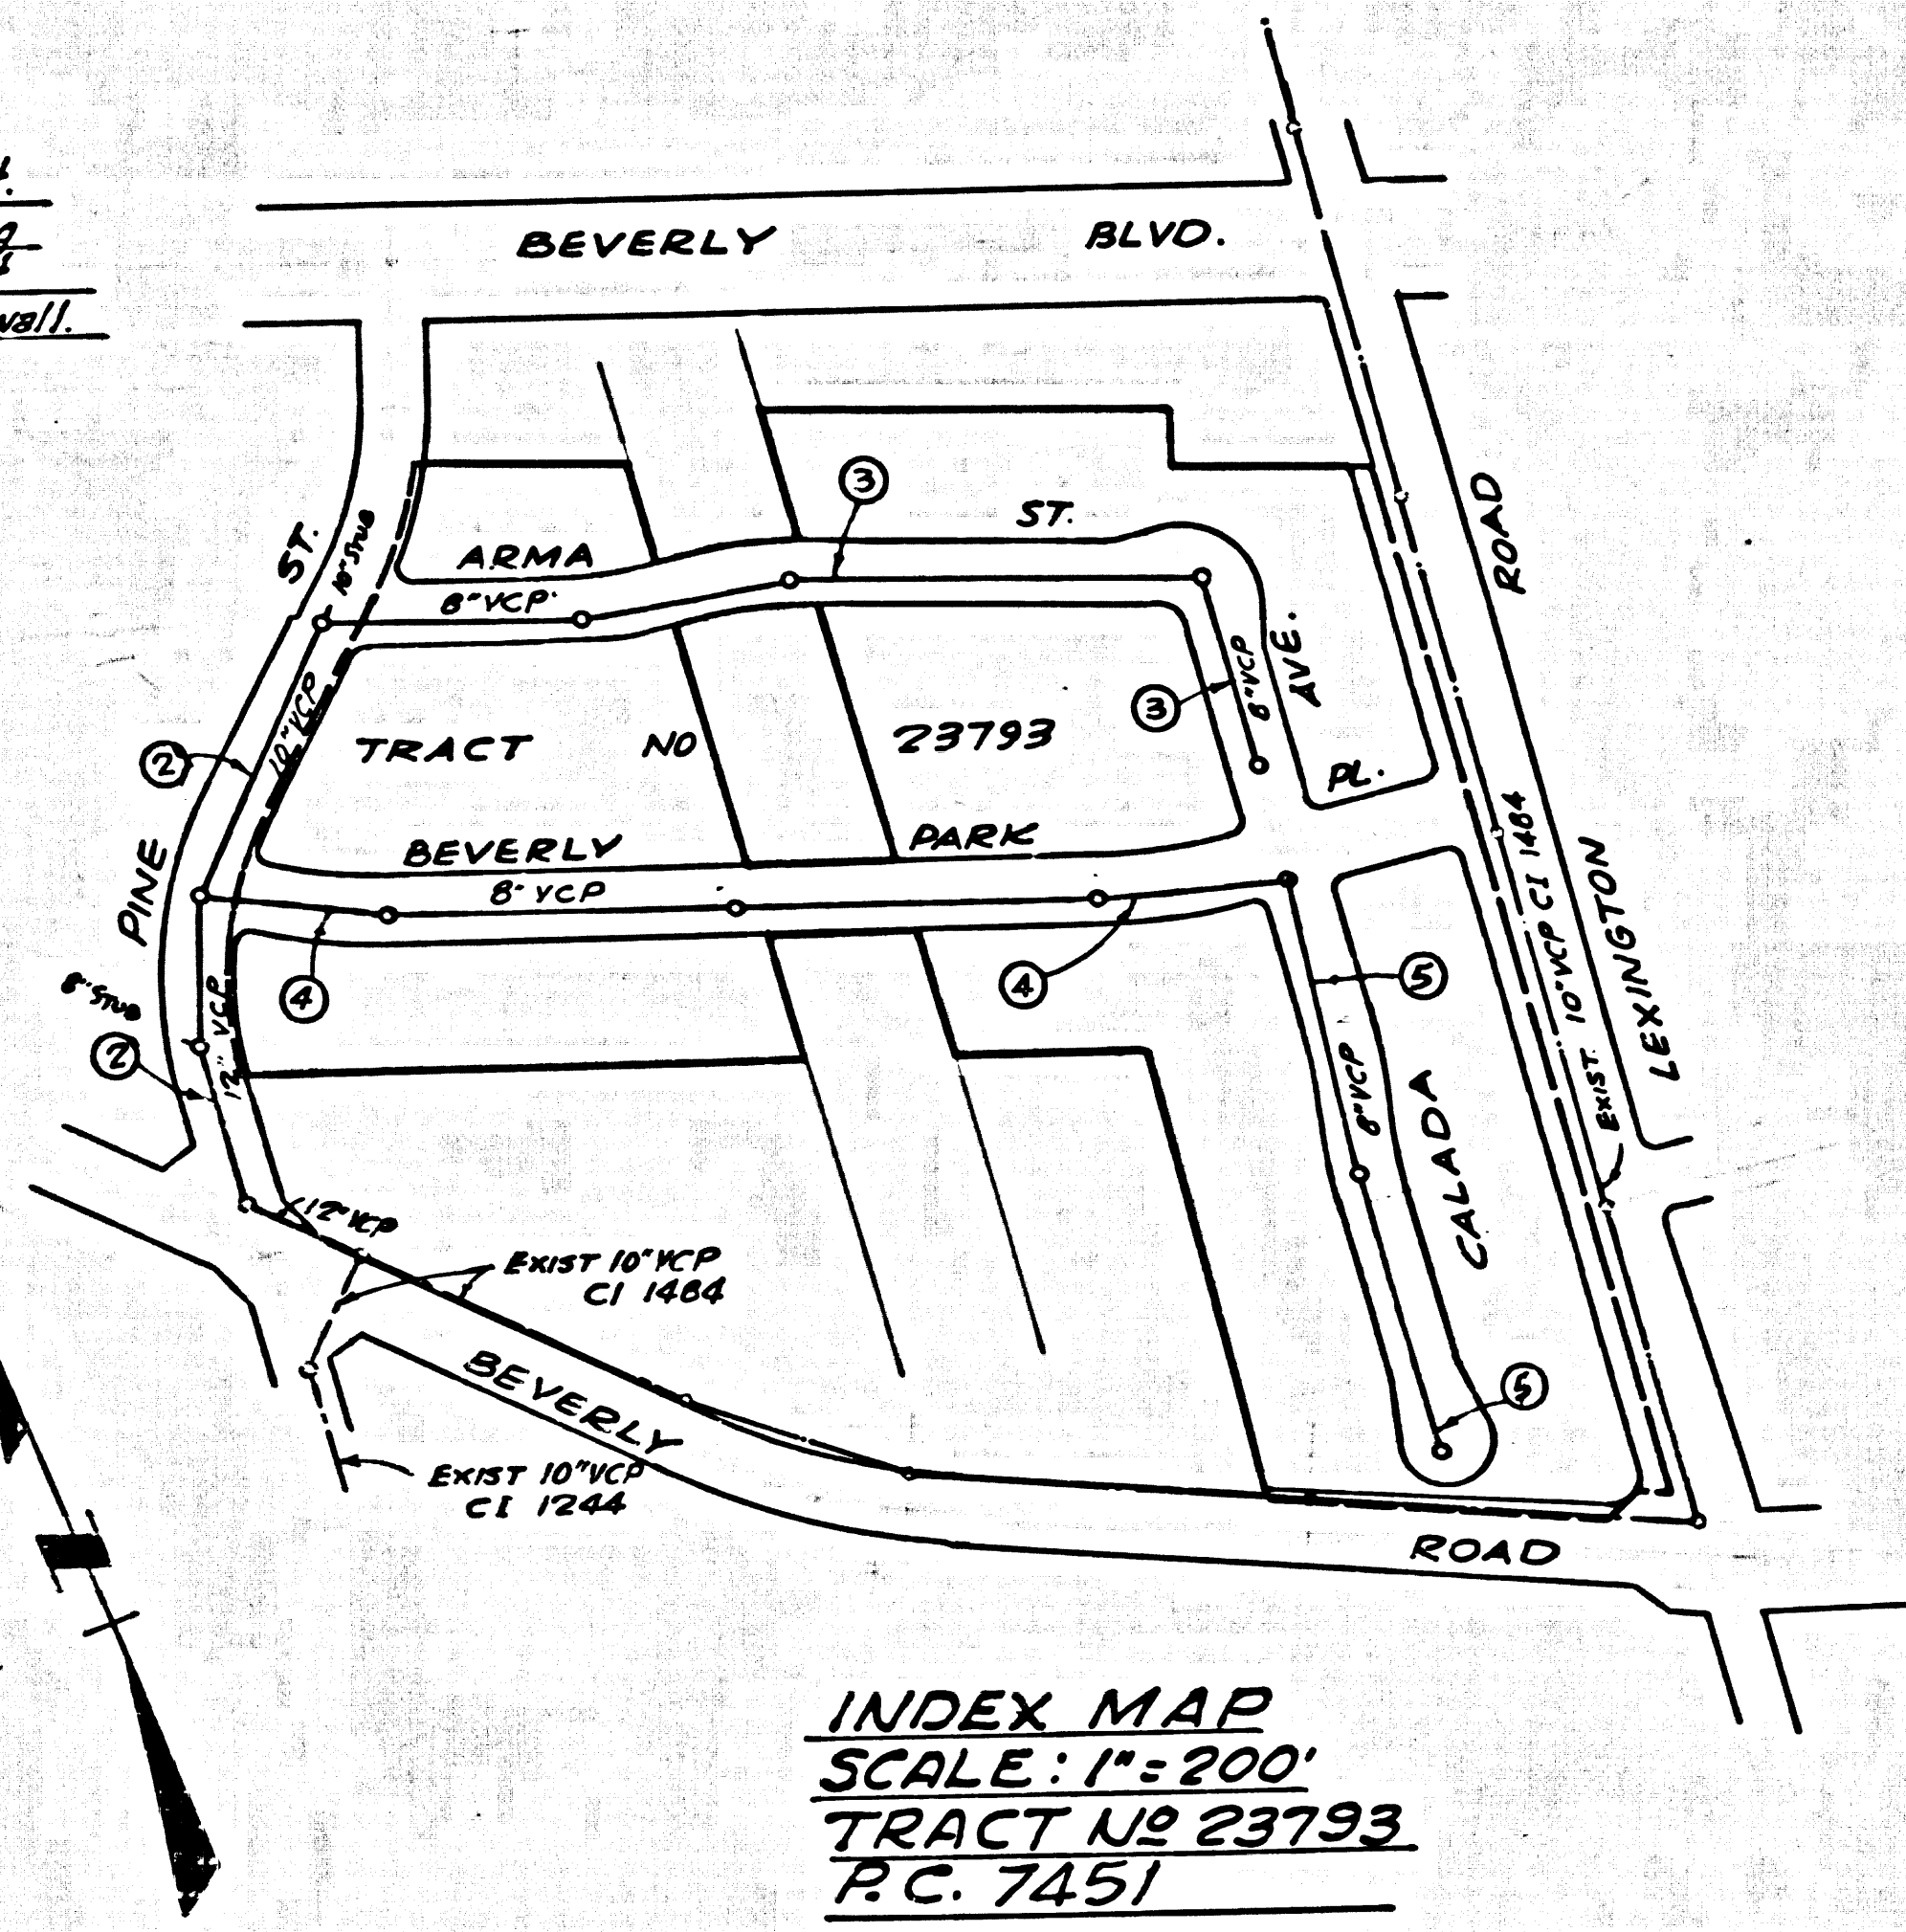 wall.
BEVERLY BLVD.
3
ST.
ROAD
ST.
10" STUB
ARMA
8" VCP
8" VCP
AVE.
3
10" VCP
2
TRACT NO 23793
PL.
PINE
BEVERLY PARK
8" VCP
EXIST. 10" VCP CI 1484
LEXINGTON
8" STUB
4
4
5
2
12" VCP
8" VCP
CALADA
12" VCP
EXIST 10" VCP
CI 1484
BEVERLY
5
EXIST 10" VCP
CI 1244
ROAD
INDEX MAP
SCALE: 1" = 200'
TRACT Nº 23793
P.C. 7451